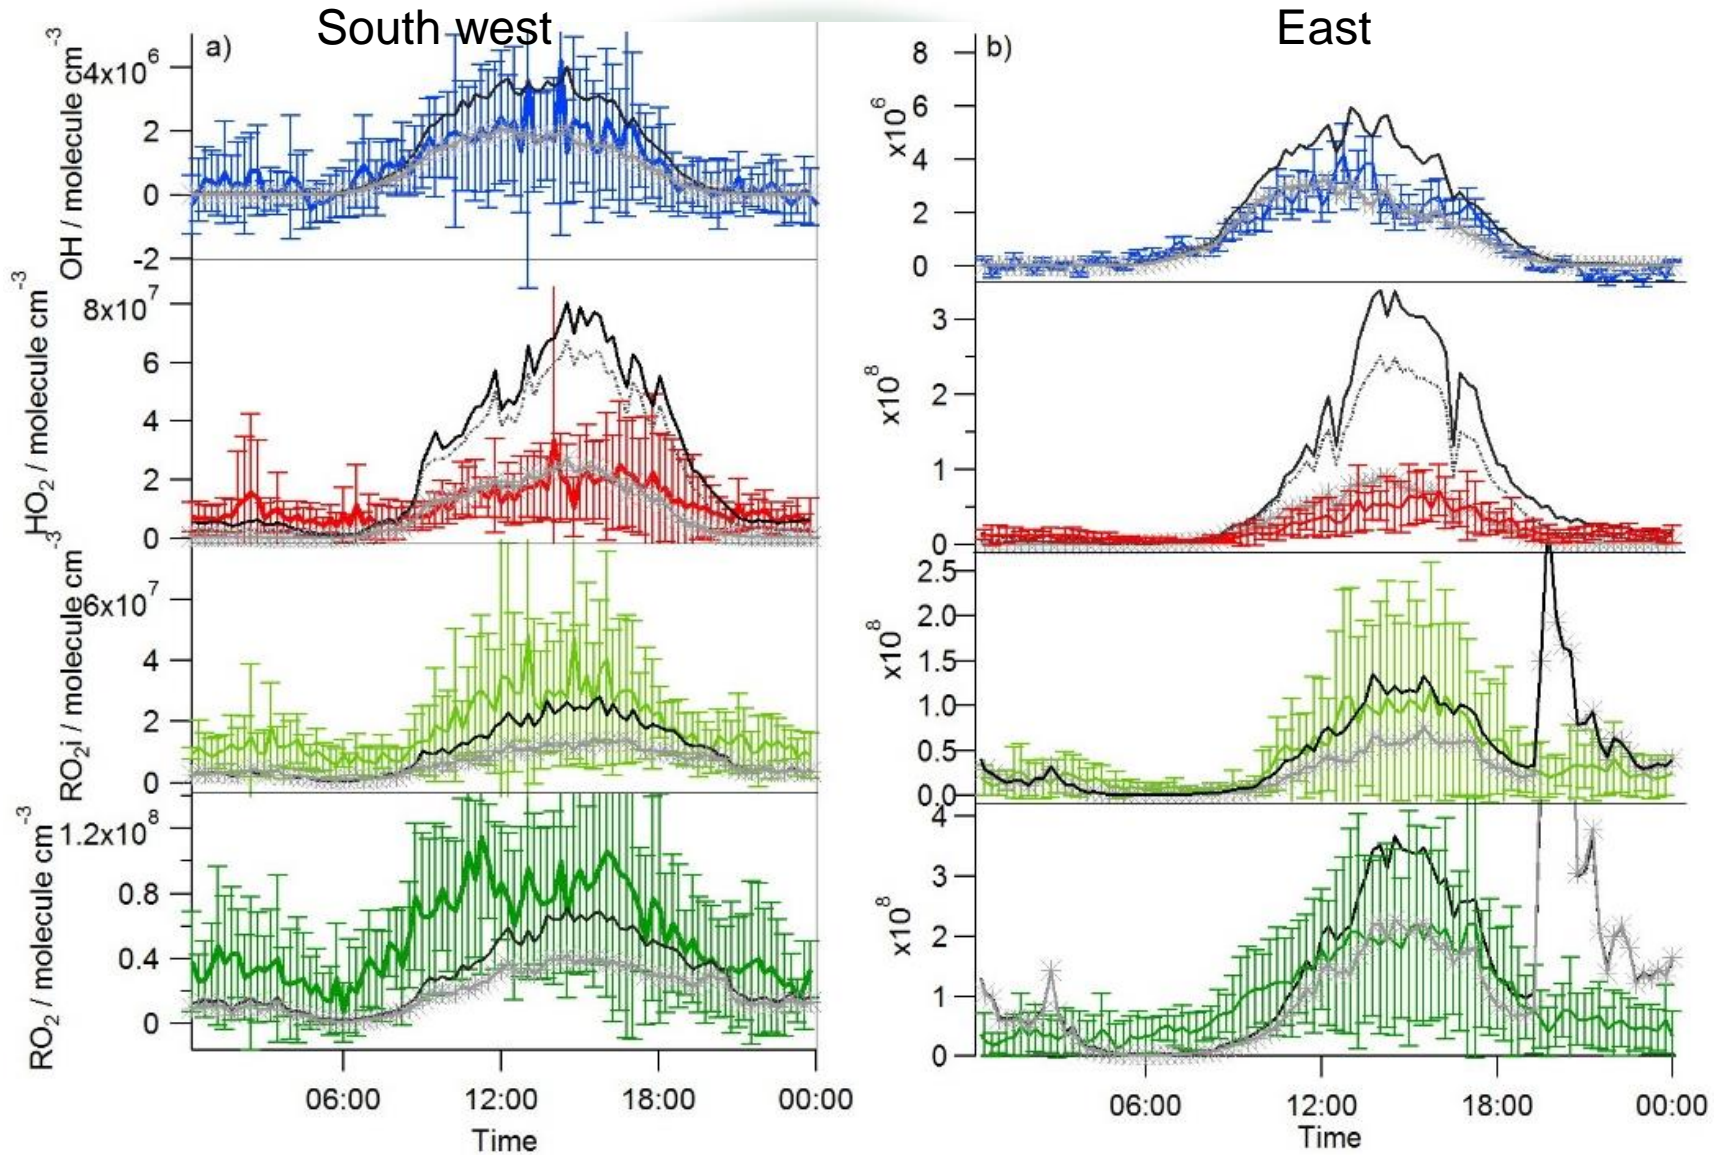 South west
East
a)
b)
OH / molecule cm-3
4x10 6
2
0
-2
x10 6
8
6
4
2
0
HO2 / molecule cm-3
8x10 7
6
4
2
0
x10 8
3
2
1
0
RO2i / molecule cm-3
6x10 7
4
2
0
x10 8
2.5
2.0
1.5
1.0
0.5
0.0
RO2 / molecule cm-3
1.2x10 8
0.8
0.4
0
x10 8
4
3
2
1
0
06:00 12:00 18:00 00:00
Time
06:00 12:00 18:00 00:00
Time